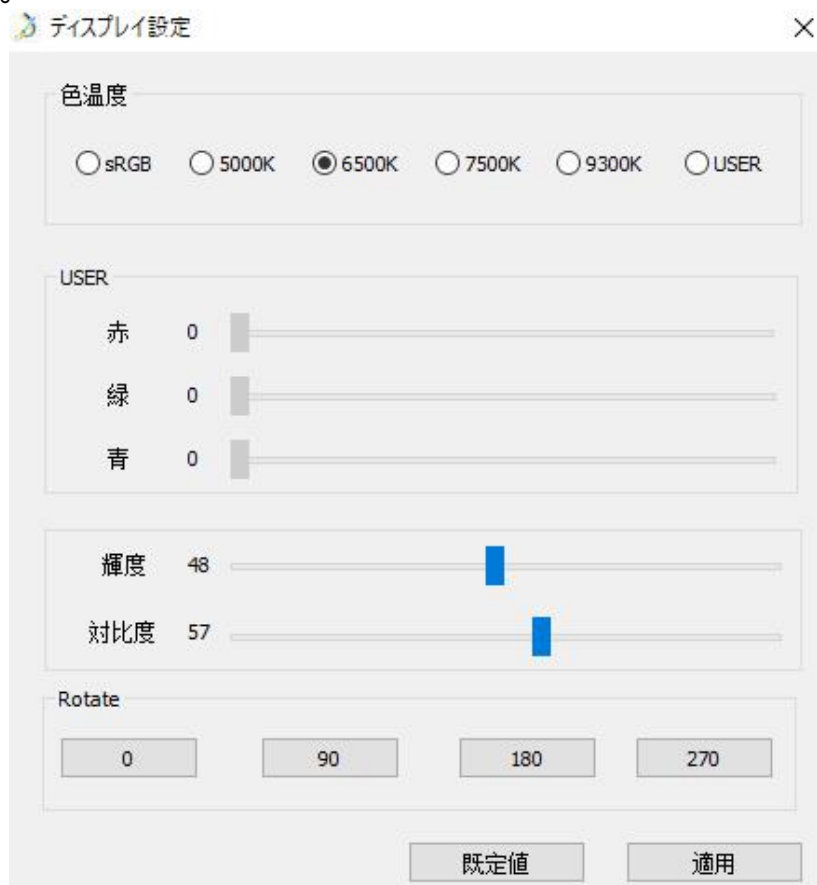 ディスプレイ設定
色温度
sRGB 5000K 6500K 7500K 9300K USER
USER
赤 0
緑 0
青 0
輝度 48
対比度 57
Rotate
0 90 180 270
既定値 適用